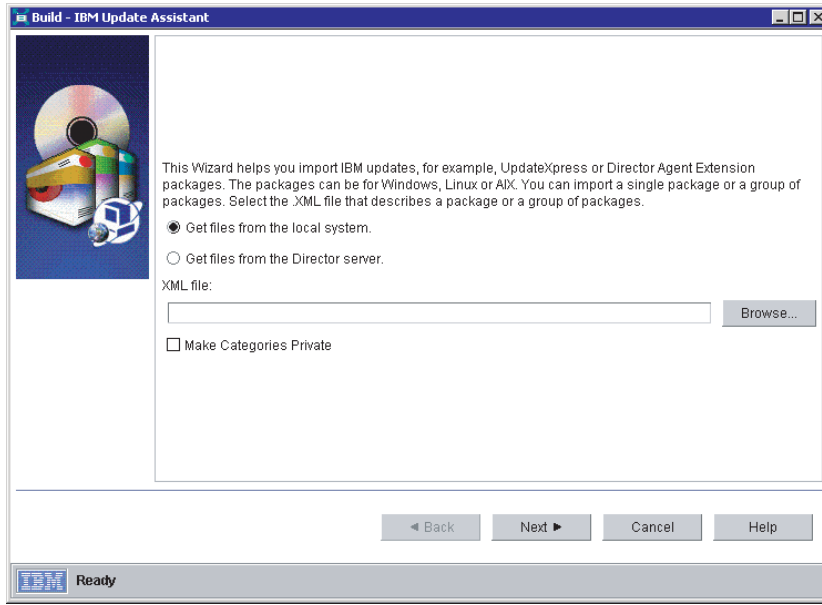 Build - IBM Update Assistant
This Wizard helps you import IBM updates, for example, UpdateXpress or Director Agent Extension
packages. The packages can be for Windows, Linux or AIX. You can import a single package or a group of
packages. Select the .XML file that describes a package or a group of packages.
Get files from the local system.
Get files from the Director server.
XML file:
Browse...
Make Categories Private
Back
Next
Cancel
Help
IBM
Ready